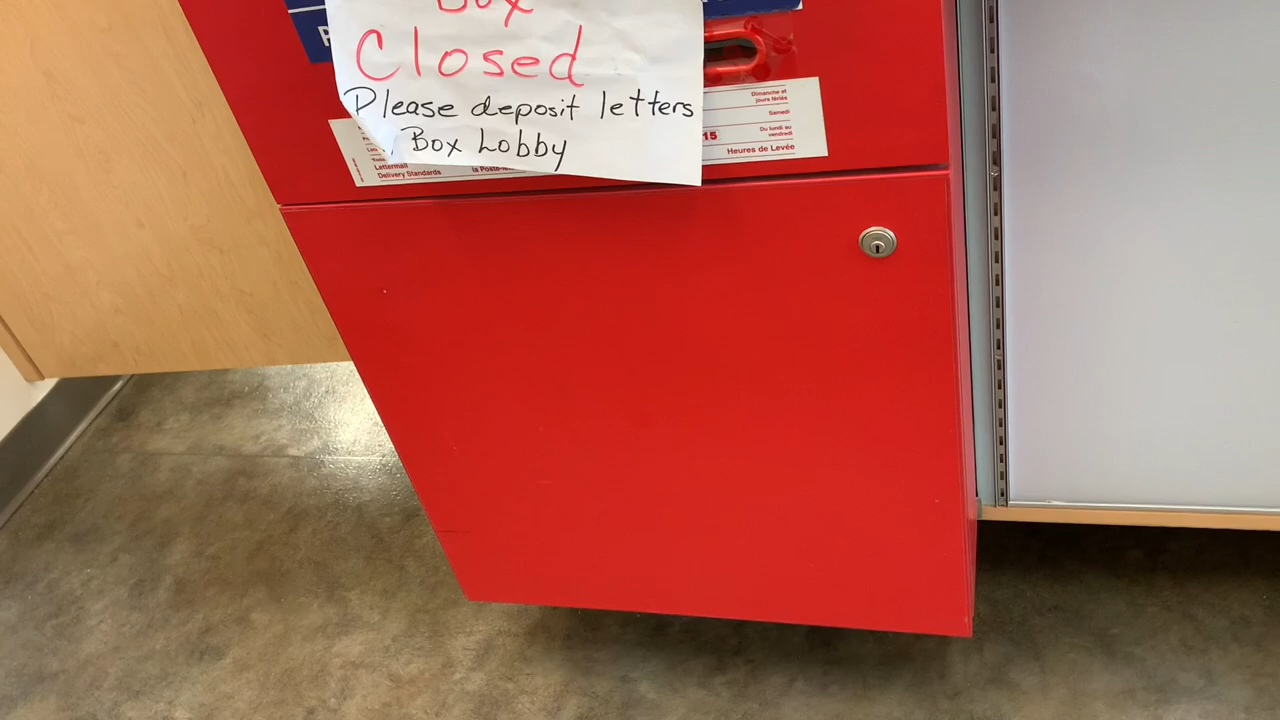 Box
Closed
Please deposit letters
Box Lobby
Dimanche et
jours fériés
Samedi
Du lundi au
vendredi
15
Heures de Levée
Lettermail
Delivery Standards